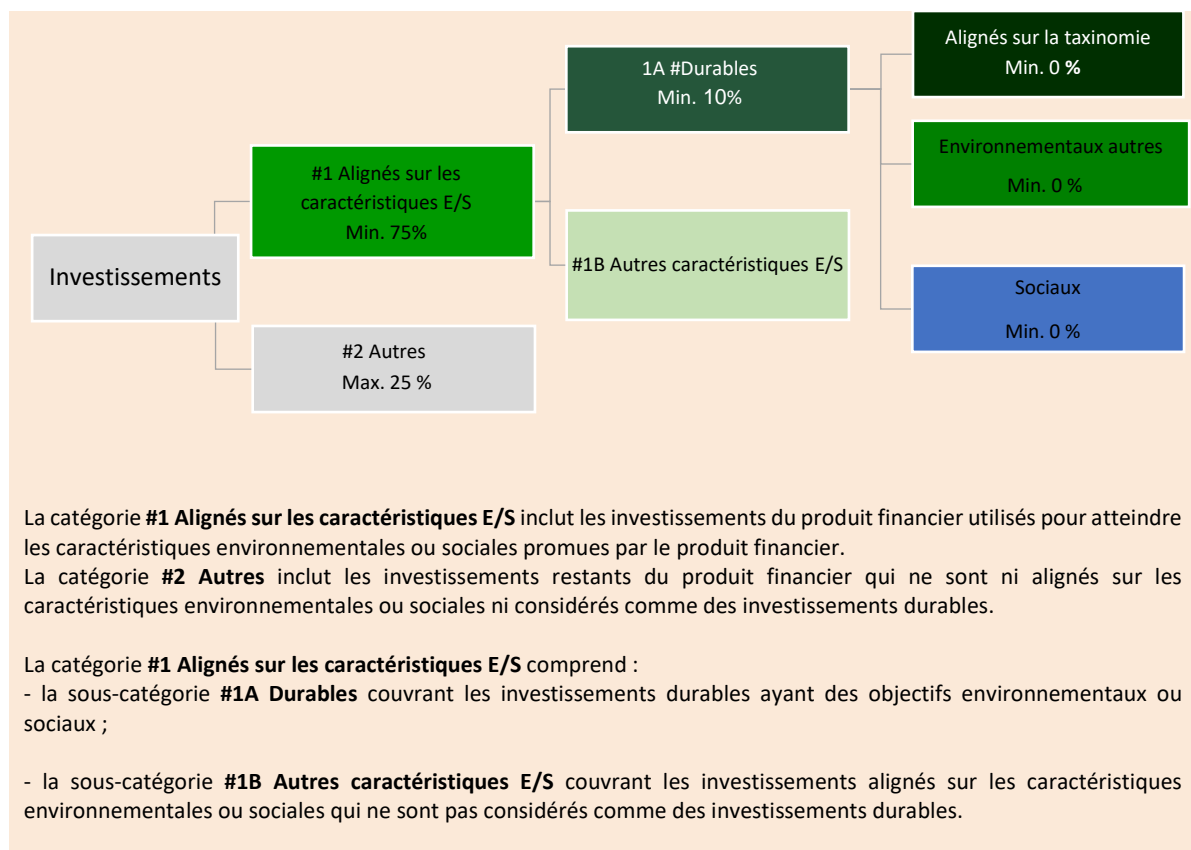 Investissements
#1 Alignés sur les
caractéristiques E/S
Min. 75%
#2 Autres
Max. 25 %
1A #Durables
Min. 10%
#1B Autres caractéristiques E/S
Alignés sur la taxinomie
Min. 0 %
Environnementaux autres
Min. 0 %
Sociaux
Min. 0 %
La catégorie #1 Alignés sur les caractéristiques E/S inclut les investissements du produit financier utilisés pour atteindre
les caractéristiques environnementales ou sociales promues par le produit financier.
La catégorie #2 Autres inclut les investissements restants du produit financier qui ne sont ni alignés sur les
caractéristiques environnementales ou sociales ni considérés comme des investissements durables.
La catégorie #1 Alignés sur les caractéristiques E/S comprend :
- la sous-catégorie #1A Durables couvrant les investissements durables ayant des objectifs environnementaux ou
sociaux ;
- la sous-catégorie #1B Autres caractéristiques E/S couvrant les investissements alignés sur les caractéristiques
environnementales ou sociales qui ne sont pas considérés comme des investissements durables.